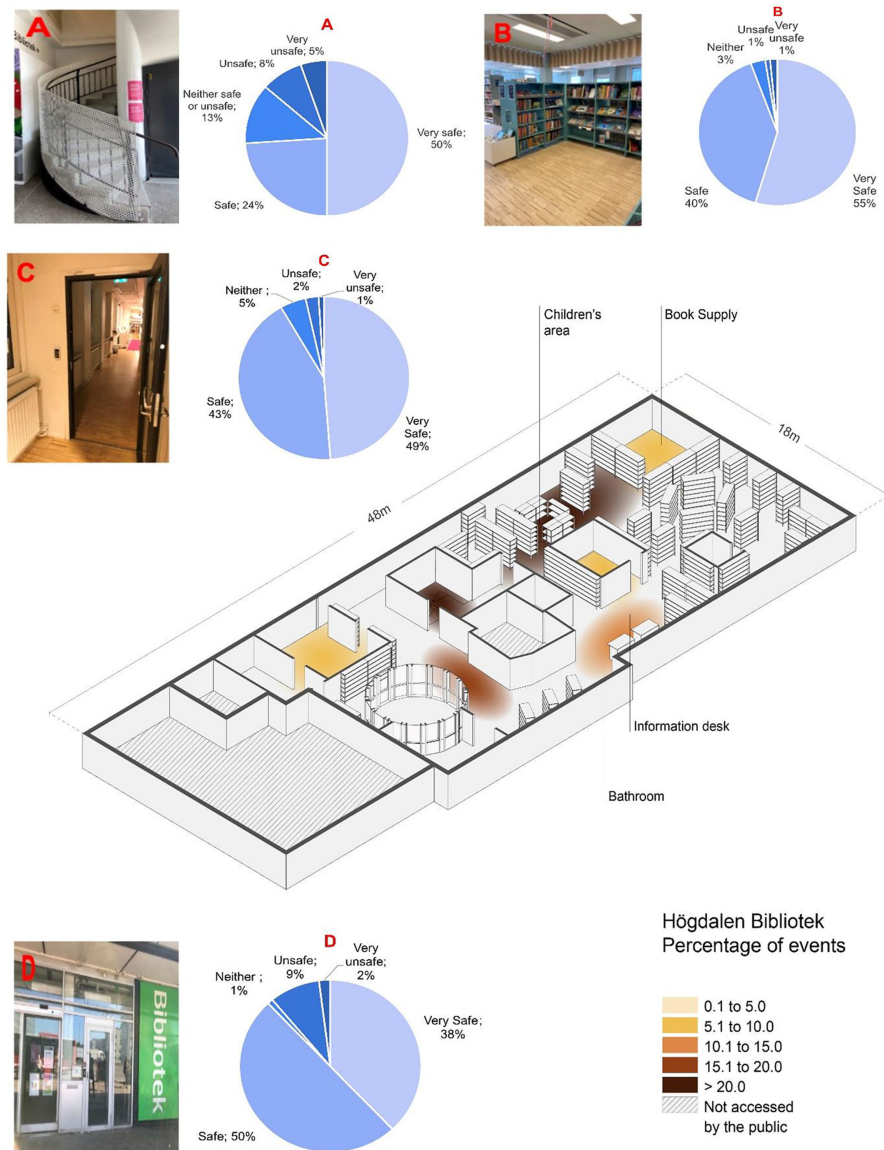 A
Bibliotek
A
Very
unsafe; 5%
Unsafe; 8%
Neither safe
or unsafe;
13%
Very safe;
50%
Safe; 24%
B
B
Unsafe
1%
Very
unsafe
1%
Neither
3%
Safe
40%
Very
Safe
55%
C
C
Unsafe;
2%
Very
unsafe;
1%
Neither ;
5%
Safe;
43%
Very
Safe;
49%
Children's
area
Book Supply
18m
48m
Information desk
Bathroom
D
Bibliotek
D
Neither ;
1%
Unsafe;
9%
Very
unsafe;
2%
Very Safe;
38%
Safe; 50%
Högdalen Bibliotek
Percentage of events
0.1 to 5.0
5.1 to 10.0
10.1 to 15.0
15.1 to 20.0
> 20.0
Not accessed
by the public